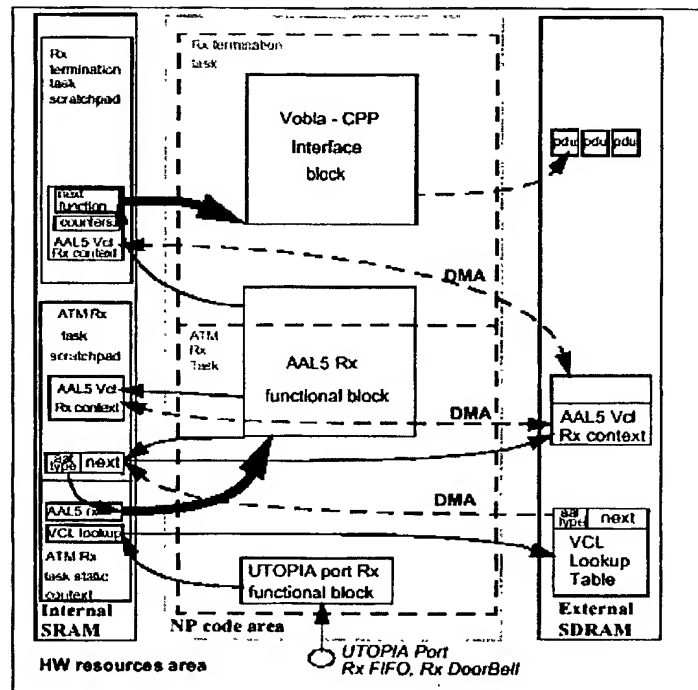 Rx
termination
task
scratchpad
next
function
counters
AAL5 Vcl
Rx context
ATM Rx
task
scratchpad
AAL5 Vcl
Rx context
aal
type
next
AAL5 rx
VCL lookup
ATM Rx
task static
context
Internal
SRAM
Rx termination
task
Vobla - CPP
Interface
block
ATM
Rx
Task
AAL5 Rx
functional block
UTOPIA port Rx
functional block
NP code area
DMA
DMA
DMA
pdu
pdu
pdu
AAL5 Vcl
Rx context
aal
type
next
VCL
Lookup
Table
External
SDRAM
UTOPIA Port
Rx FIFO, Rx DoorBell
HW resources area